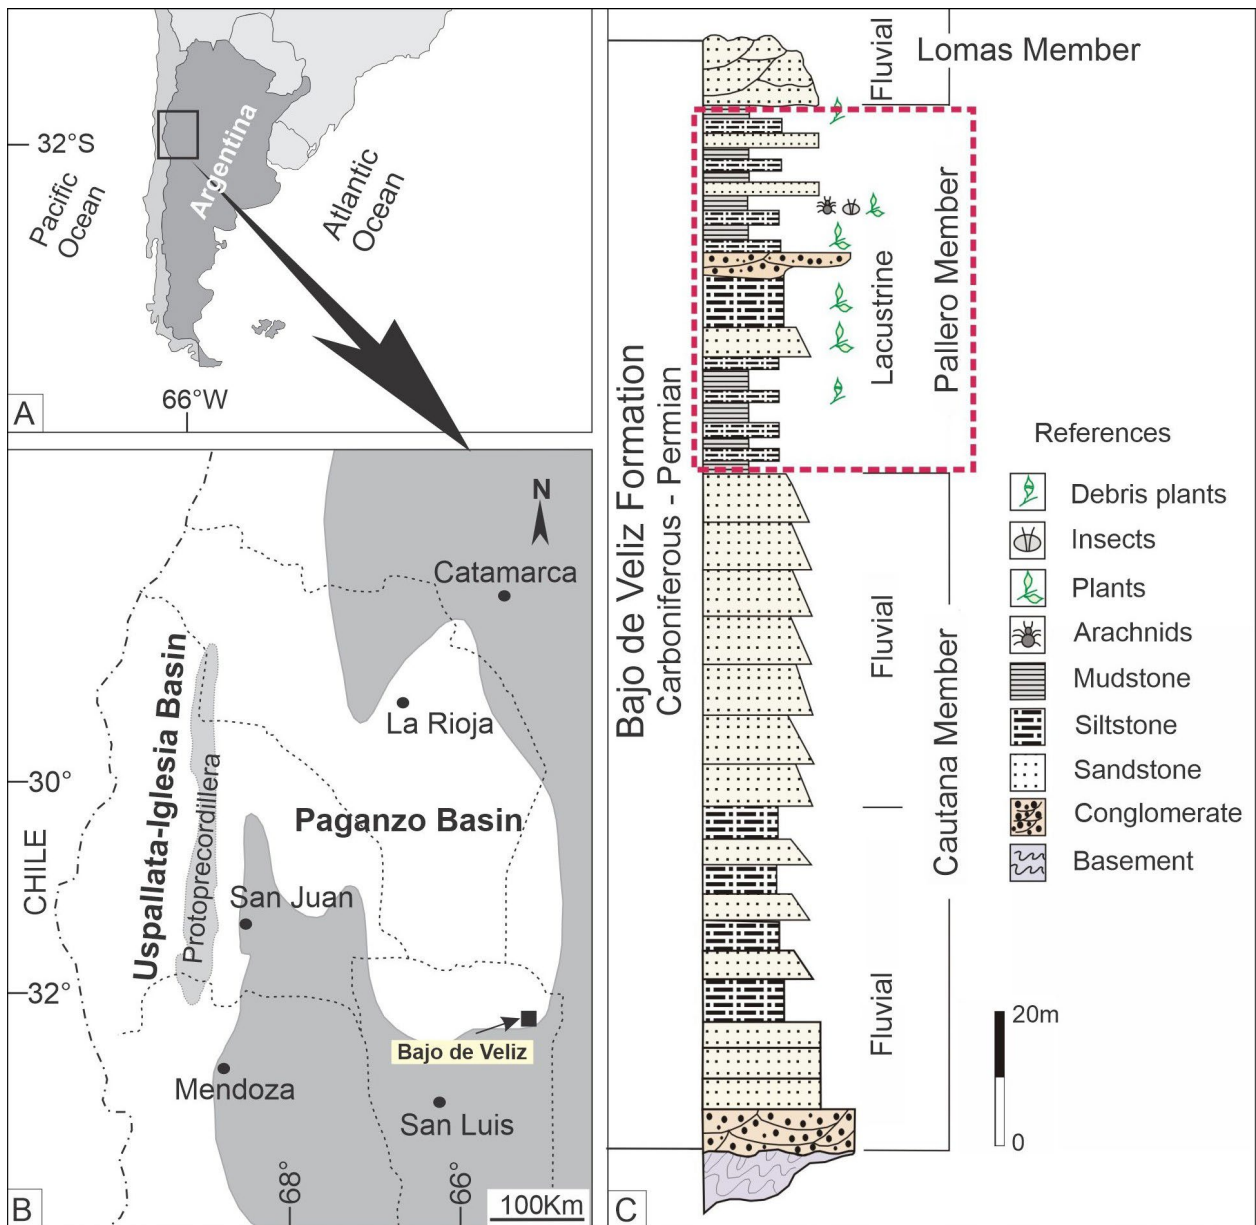 32°S
Pacific
Ocean
Argentina
Atlantic
Ocean
66°W
A
N
Catamarca
La Rioja
Uspallata-Iglesia Basin
Protoprecordillera
30°
Paganzo Basin
CHILE
San Juan
32°
Bajo de Veliz
Mendoza
San Luis
68°
66°
100Km
B
Fluvial
Lomas Member
Lacustrine
Pallero Member
Bajo de Veliz Formation
Carboniferous - Permian
Fluvial
Cautana Member
Fluvial
References
Debris plants
Insects
Plants
Arachnids
Mudstone
Siltstone
Sandstone
Conglomerate
Basement
20m
0
C